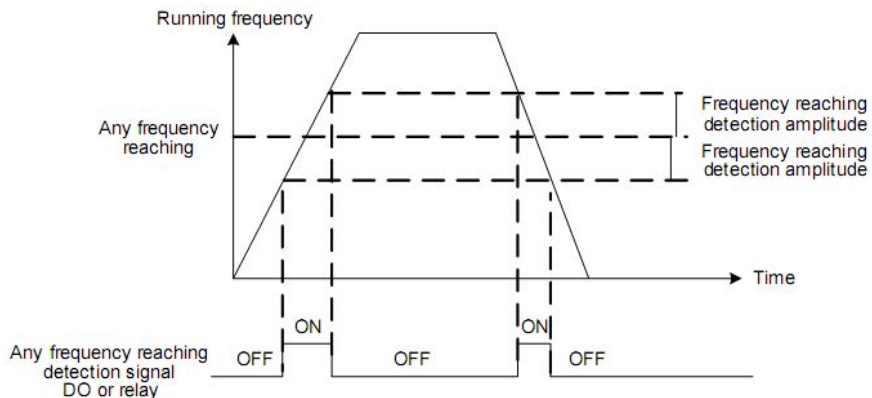 Running frequency
Any frequency
reaching
Frequency reaching
detection amplitude
Frequency reaching
detection amplitude
Time
ON
ON
Any frequency reaching
detection signal
DO or relay
OFF
OFF
OFF